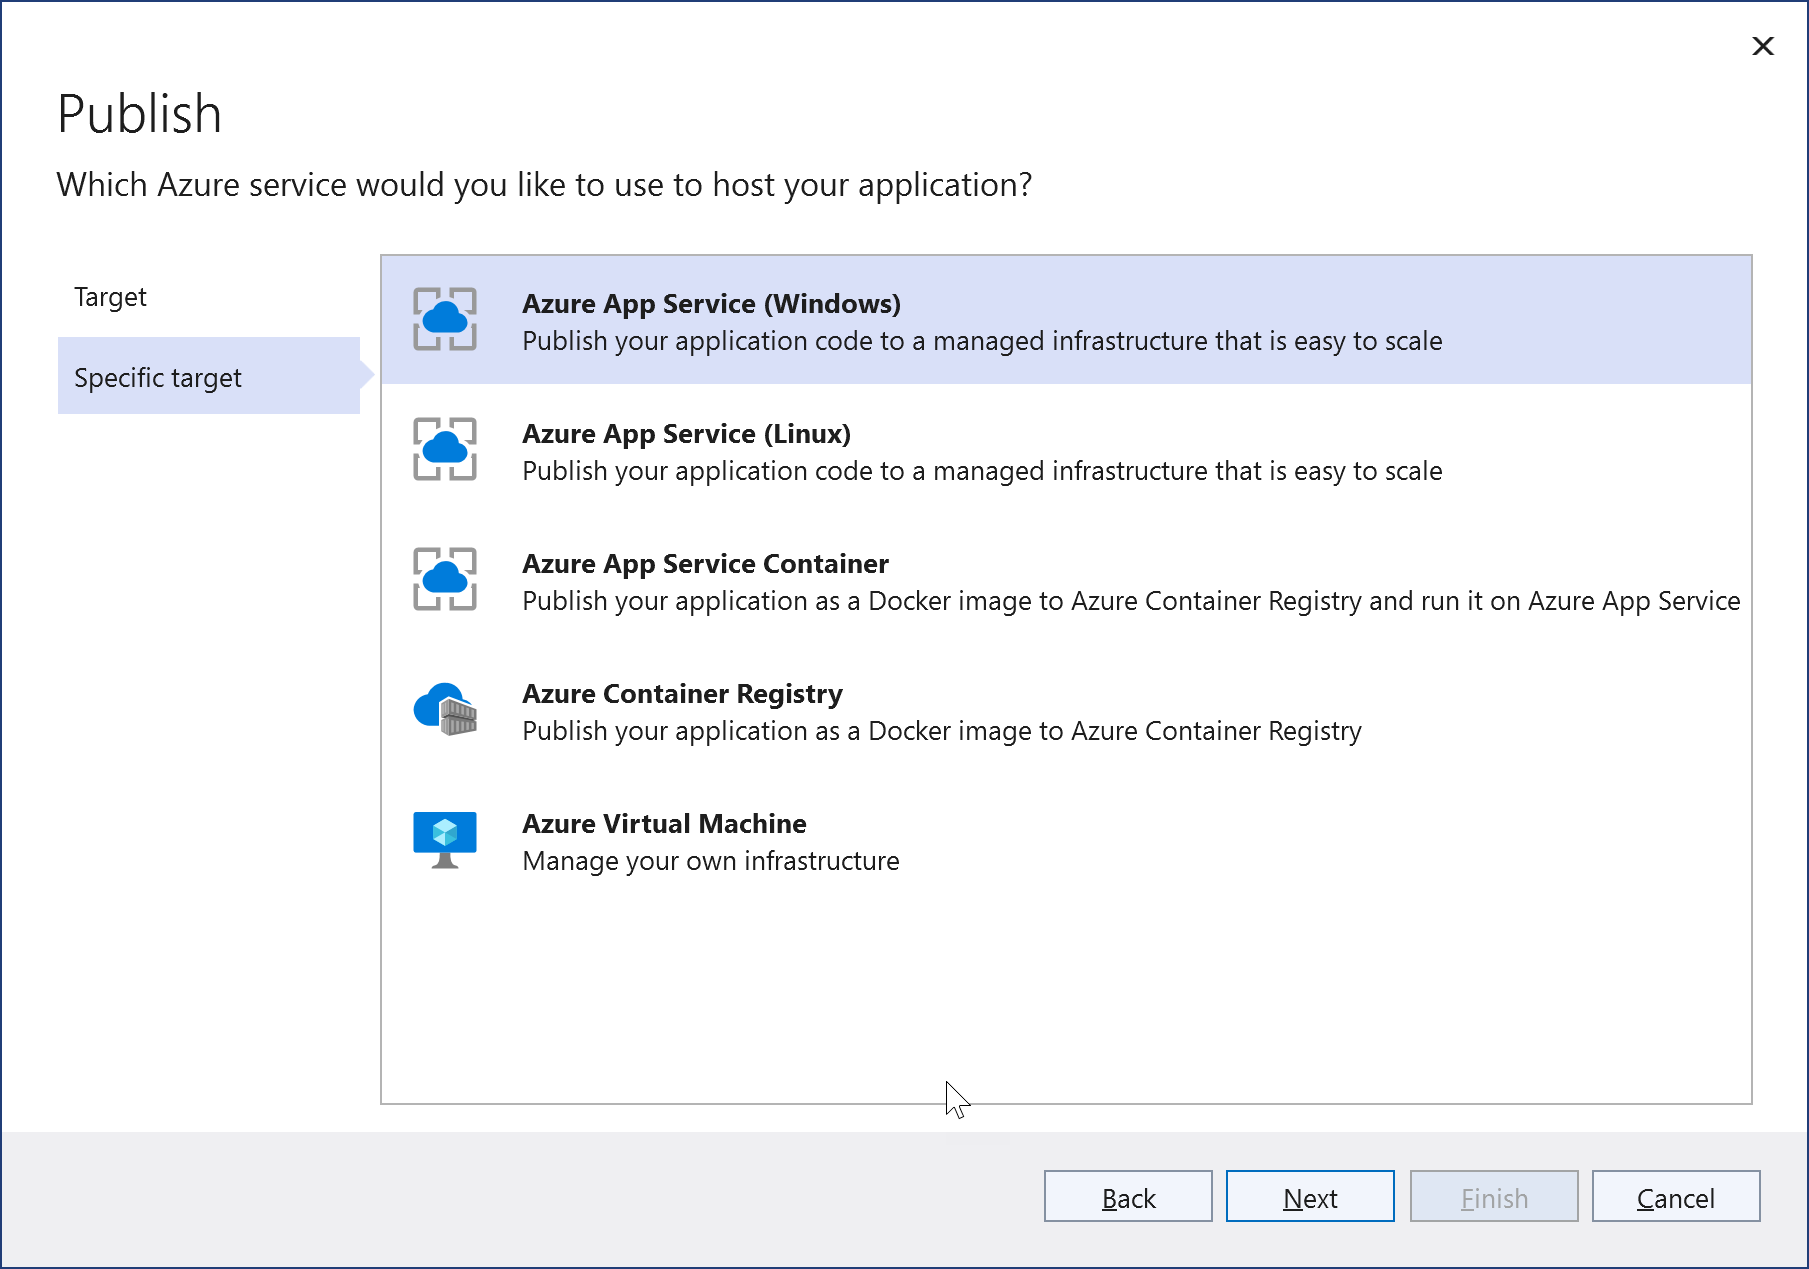 Publish
Which Azure service would you like to use to host your application?
Target
Specific target
Azure App Service (Windows)
Publish your application code to a managed infrastructure that is easy to scale
Azure App Service (Linux)
Publish your application code to a managed infrastructure that is easy to scale
Azure App Service Container
Publish your application as a Docker image to Azure Container Registry and run it on Azure App Service
Azure Container Registry
Publish your application as a Docker image to Azure Container Registry
Azure Virtual Machine
Manage your own infrastructure
Back
Next
Finish
Cancel